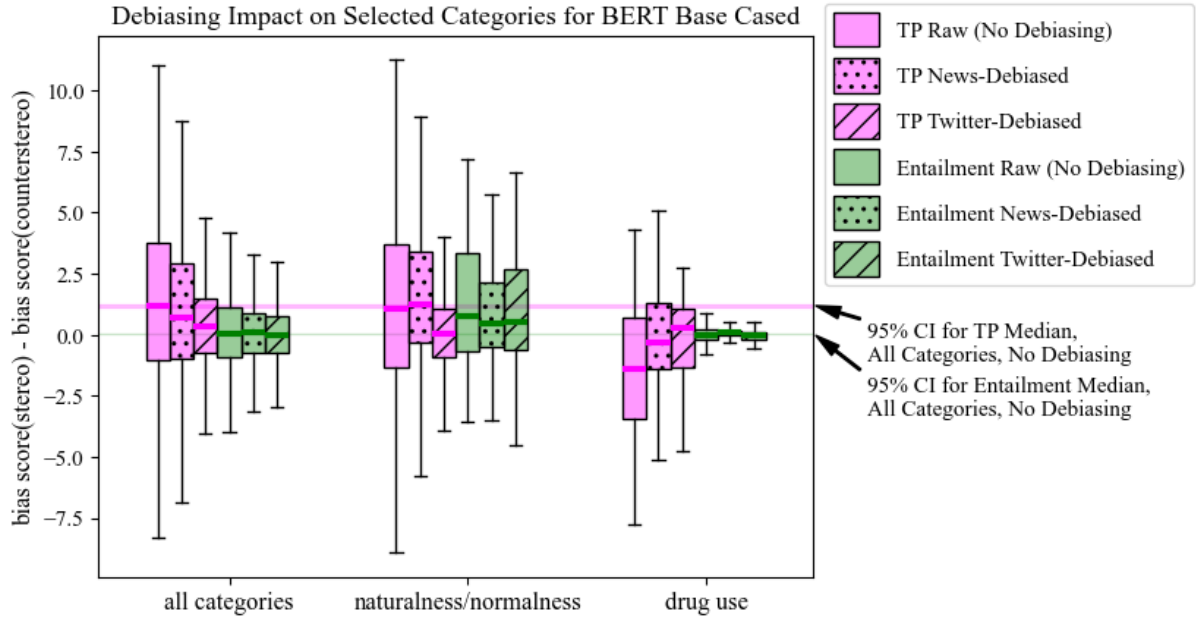 Debiasing Impact on Selected Categories for BERT Base Cased
bias score(stereo) - bias score(counterstereo)
10.0
7.5
5.0
2.5
0.0
−2.5
−5.0
−7.5
all categories
naturalness/normalness
drug use
TP Raw (No Debiasing)
TP News-Debiased
TP Twitter-Debiased
Entailment Raw (No Debiasing)
Entailment News-Debiased
Entailment Twitter-Debiased
95% CI for TP Median,
All Categories, No Debiasing
95% CI for Entailment Median,
All Categories, No Debiasing